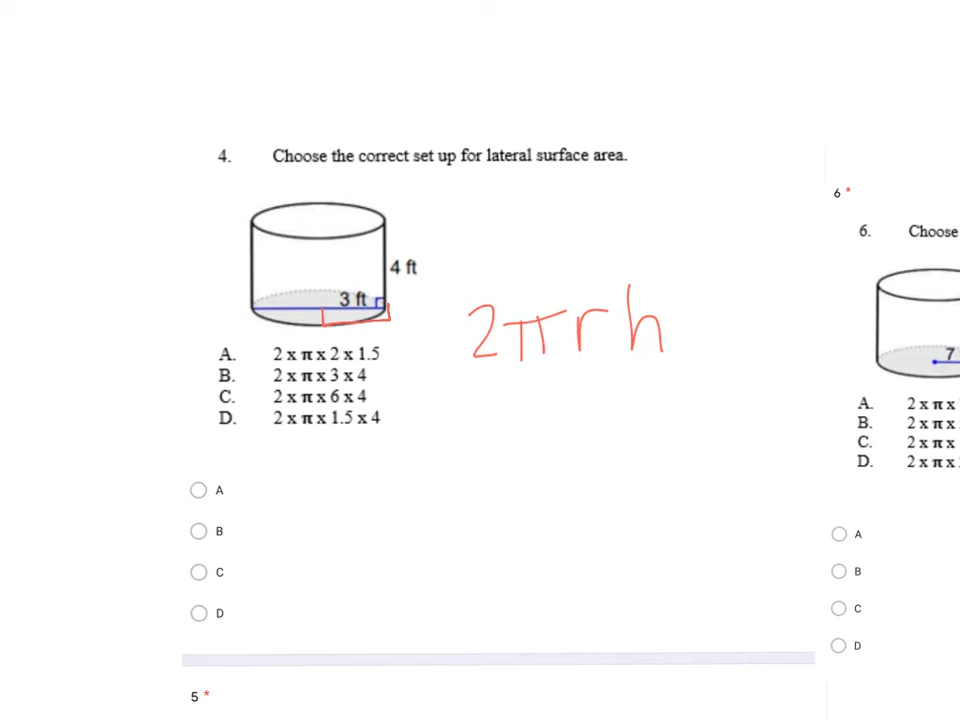 4. Choose the correct set up for lateral surface area.
4 ft
3 ft
2πrh
A. 2 x π x 2 x 1.5
B. 2 x π x 3 x 4
C. 2 x π x 6 x 4
D. 2 x π x 1.5 x 4
A
B
C
D
5 *
6 *
6. Choose
7
A. 2 x π x
B. 2 x π x
C. 2 x π x
D. 2 x π x
A
B
C
D